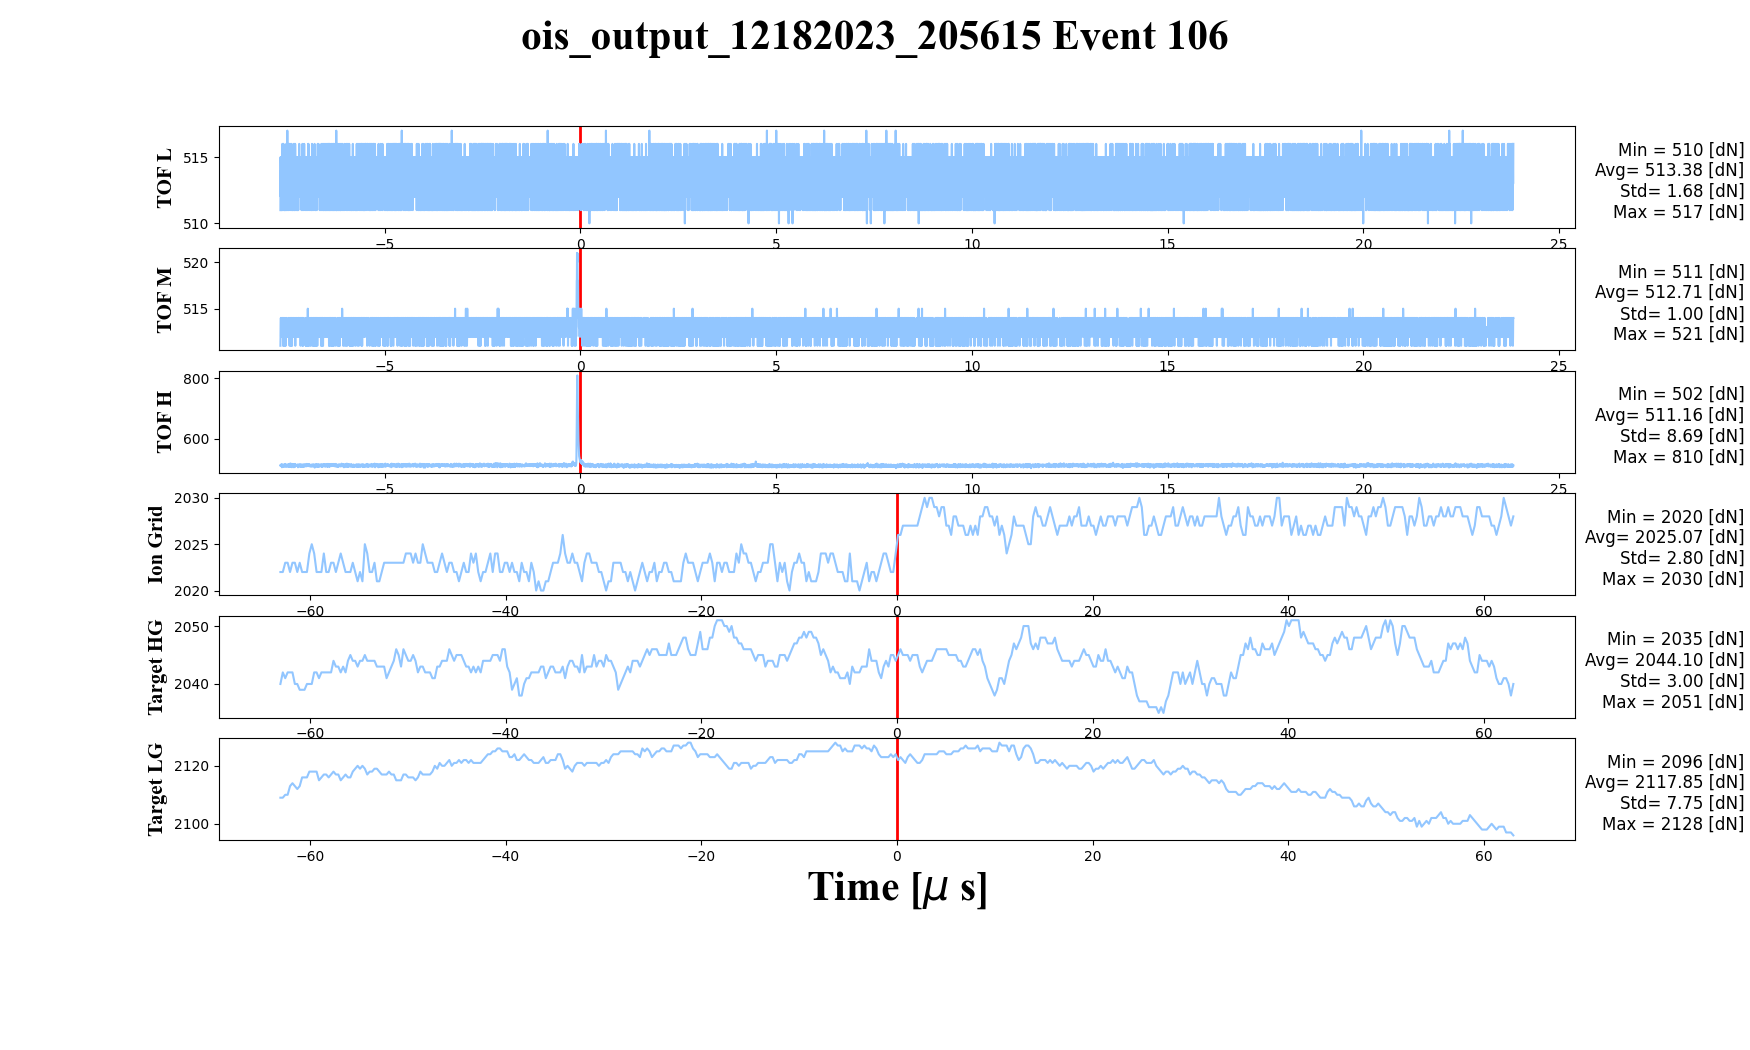 ois_output_12182023_205615 Event 106
TOF L
515
510
−5 0 5 10 15 20 25
Min = 510 [dN]
Avg= 513.38 [dN]
Std= 1.68 [dN]
Max = 517 [dN]
TOF M
520
515
−5 0 5 10 15 20 25
Min = 511 [dN]
Avg= 512.71 [dN]
Std= 1.00 [dN]
Max = 521 [dN]
TOF H
800
600
−5 0 5 10 15 20 25
Min = 502 [dN]
Avg= 511.16 [dN]
Std= 8.69 [dN]
Max = 810 [dN]
Ion Grid
2030
2025
2020
−60 −40 −20 0 20 40 60
Min = 2020 [dN]
Avg= 2025.07 [dN]
Std= 2.80 [dN]
Max = 2030 [dN]
Target HG
2050
2040
−60 −40 −20 0 20 40 60
Min = 2035 [dN]
Avg= 2044.10 [dN]
Std= 3.00 [dN]
Max = 2051 [dN]
Target LG
2120
2100
−60 −40 −20 0 20 40 60
Min = 2096 [dN]
Avg= 2117.85 [dN]
Std= 7.75 [dN]
Max = 2128 [dN]
Time [μ s]